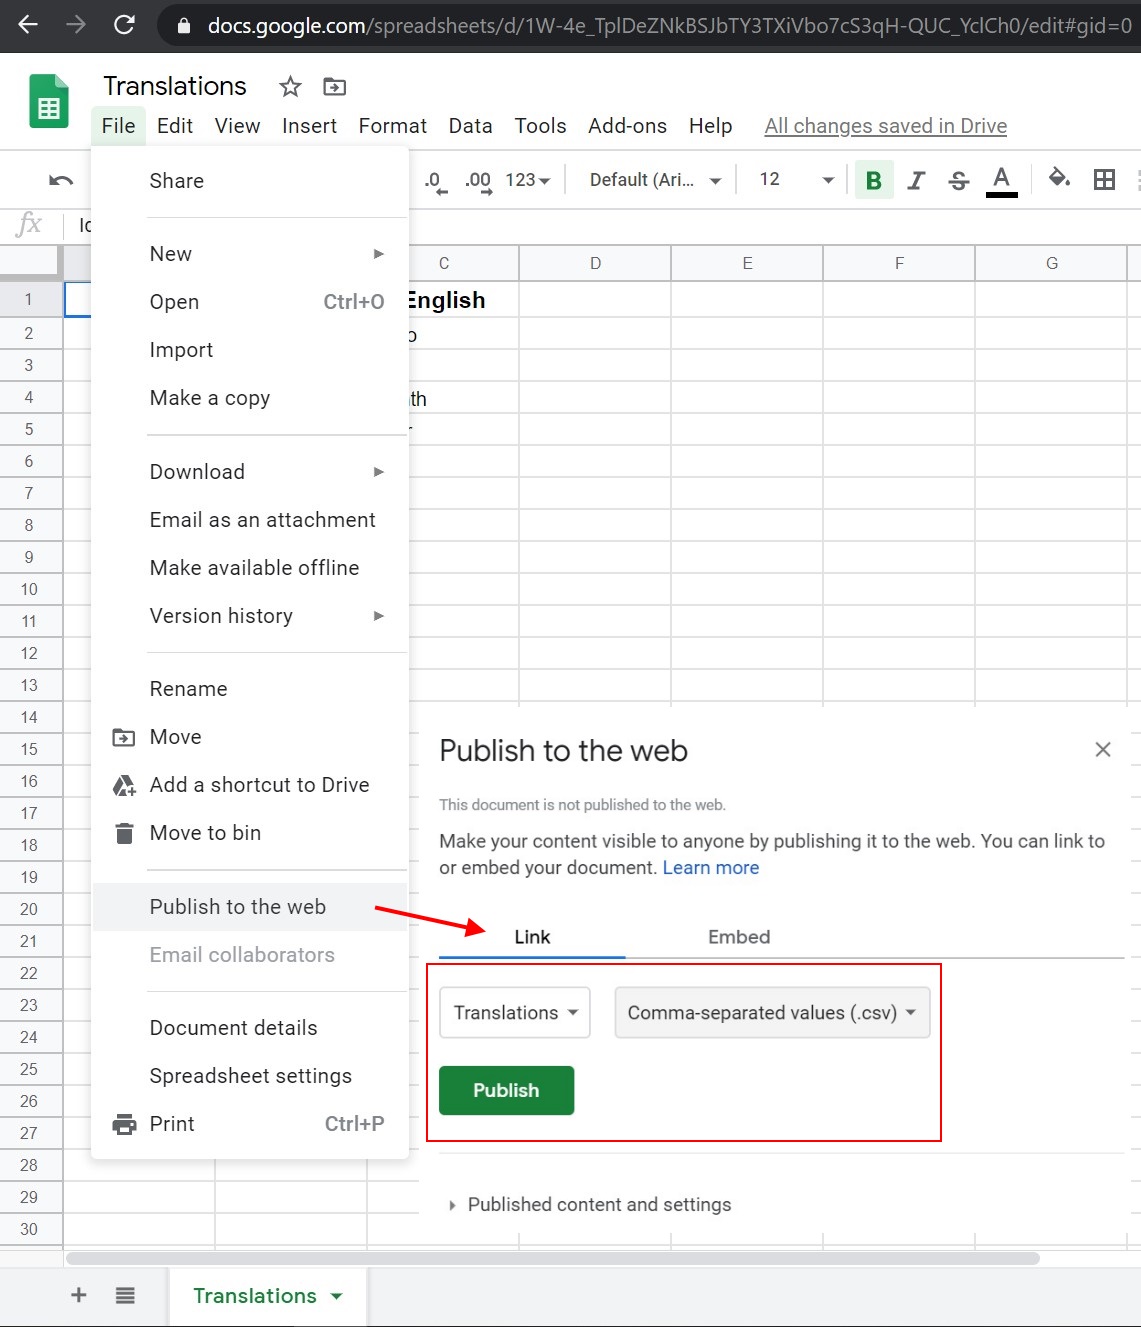 docs.google.com/spreadsheets/d/1W-4e_TplDeZNkBSJbTY3TXiVbo7cS3qH-QUC_YclCh0/edit#gid=0
Translations
File Edit View Insert Format Data Tools Add-ons Help All changes saved in Drive
.0 .00 123 Default (Ari... 12 B I S A
fx Id
C D E F G
1 English
2 o
3
4 th
5 r
6
7
8
9
10
11
12
13
14
15
16
17
18
19
20
21
22
23
24
25
26
27
28
29
30
Share
New
Open Ctrl+O
Import
Make a copy
Download
Email as an attachment
Make available offline
Version history
Rename
Move
Add a shortcut to Drive
Move to bin
Publish to the web
Email collaborators
Document details
Spreadsheet settings
Print Ctrl+P
Publish to the web
This document is not published to the web.
Make your content visible to anyone by publishing it to the web. You can link to
or embed your document. Learn more
Link Embed
Translations Comma-separated values (.csv)
Publish
Published content and settings
Translations